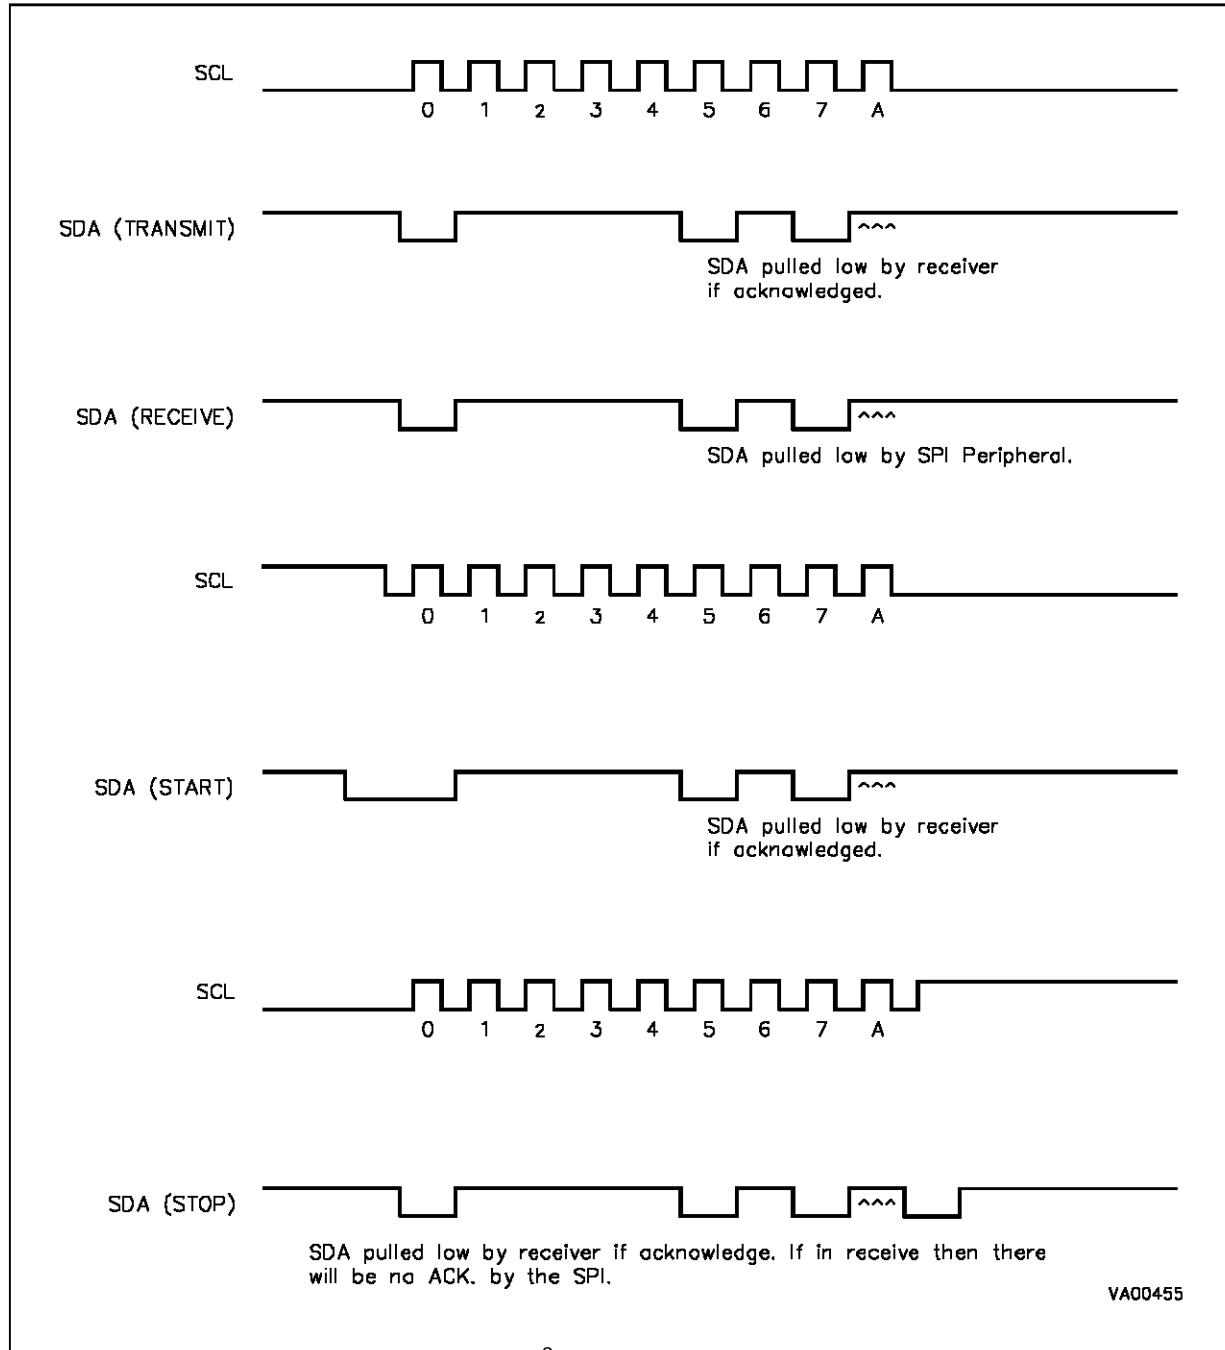 SCL
0 1 2 3 4 5 6 7 A
SDA (TRANSMIT)
^^^
SDA pulled low by receiver
if acknowledged.
SDA (RECEIVE)
^^^
SDA pulled low by SPI Peripheral.
SCL
0 1 2 3 4 5 6 7 A
SDA (START)
^^^
SDA pulled low by receiver
if acknowledged.
SCL
0 1 2 3 4 5 6 7 A
SDA (STOP)
^^^
SDA pulled low by receiver if acknowledge. If in receive then there
will be no ACK. by the SPI.
VA00455